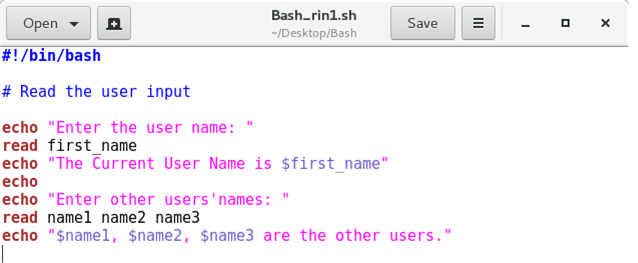 Open
Bash_rin1.sh
~/Desktop/Bash
Save
#!/bin/bash
# Read the user input
echo "Enter the user name: "
read first_name
echo "The Current User Name is $first_name"
echo
echo "Enter other users'names: "
read name1 name2 name3
echo "$name1, $name2, $name3 are the other users."